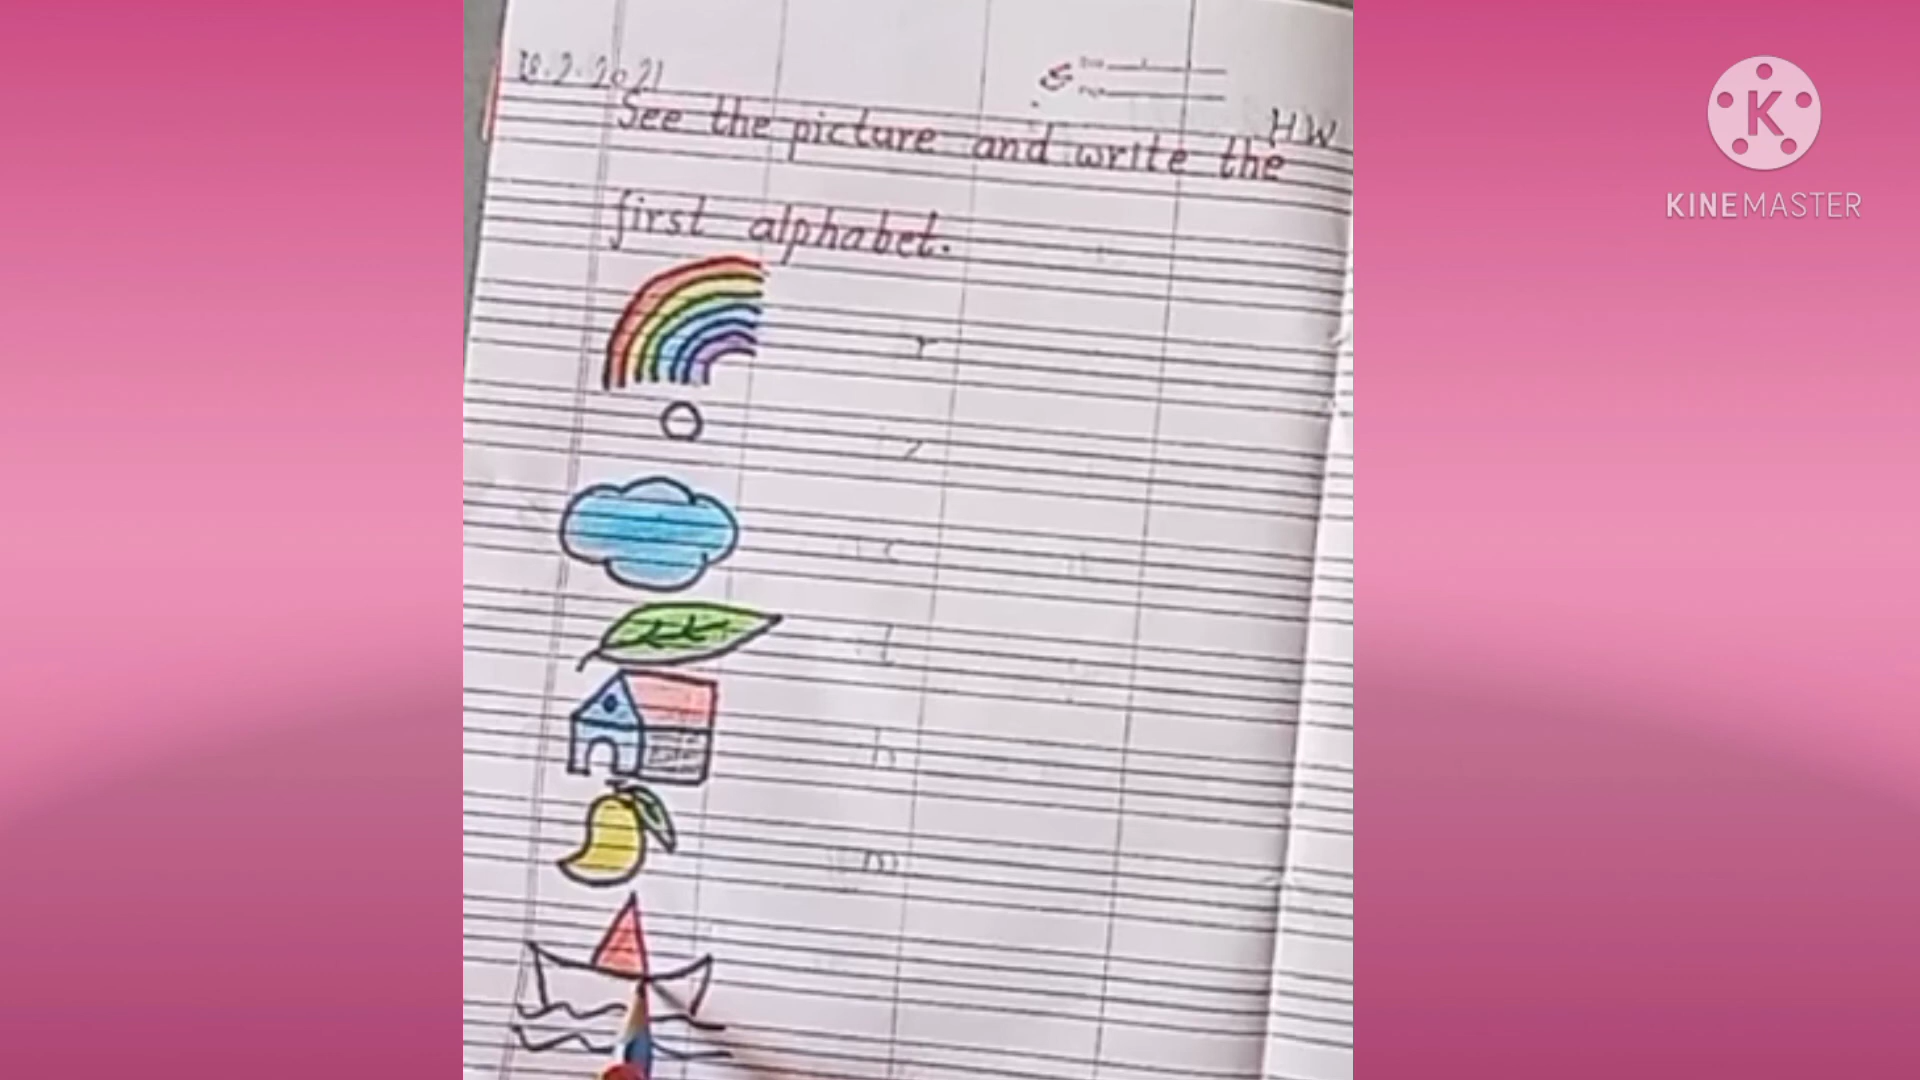 18.2.2021
HW
See the picture and write the
first alphabet.
r
z
c
l
h
m
K
KINEMASTER